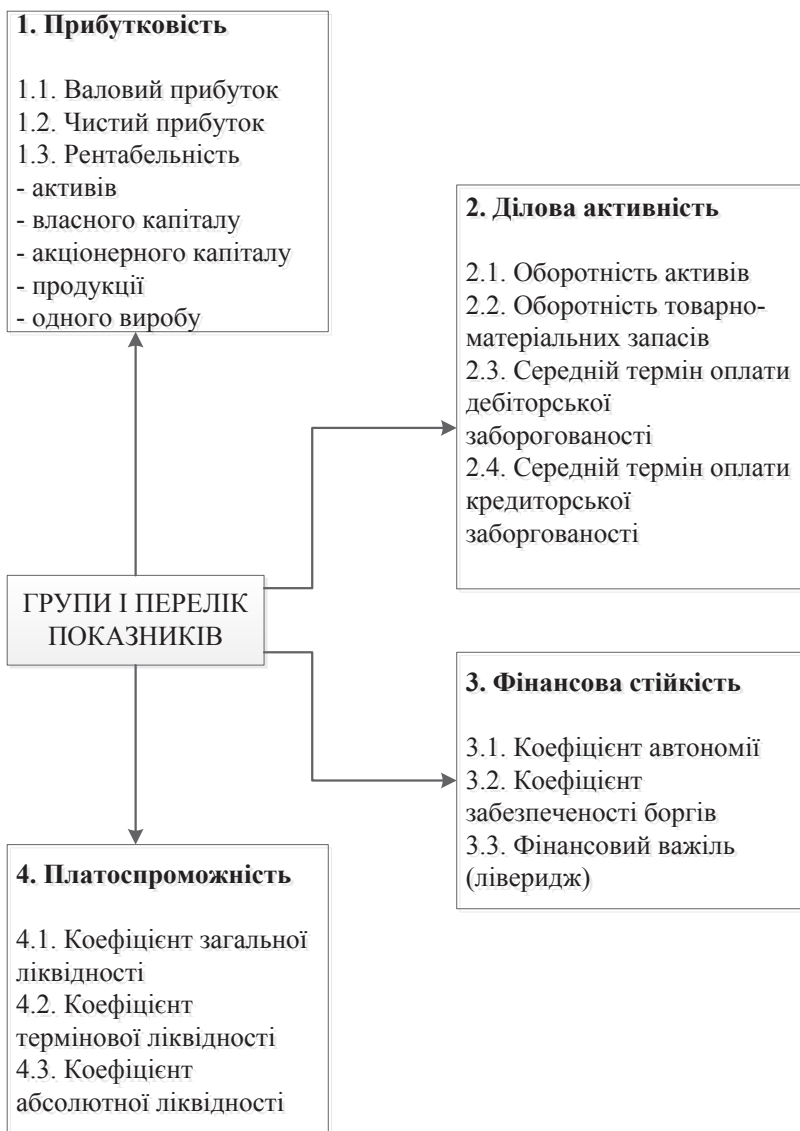 1. Прибутковість
1.1. Валовий прибуток
1.2. Чистий прибуток
1.3. Рентабельність
- активів
- власного капіталу
- акціонерного капіталу
- продукції
- одного виробу
2. Ділова активність
2.1. Оборотність активів
2.2. Оборотність товарно-
матеріальних запасів
2.3. Середній термін оплати
дебіторської
заборогованості
2.4. Середній термін оплати
кредиторської
заборгованості
ГРУПИ І ПЕРЕЛІК
ПОКАЗНИКІВ
3. Фінансова стійкість
3.1. Коефіцієнт автономії
3.2. Коефіцієнт
забезпеченості боргів
3.3. Фінансовий важіль
(ліверидж)
4. Платоспроможність
4.1. Коефіцієнт загальної
ліквідності
4.2. Коефіцієнт
термінової ліквідності
4.3. Коефіцієнт
абсолютної ліквідності